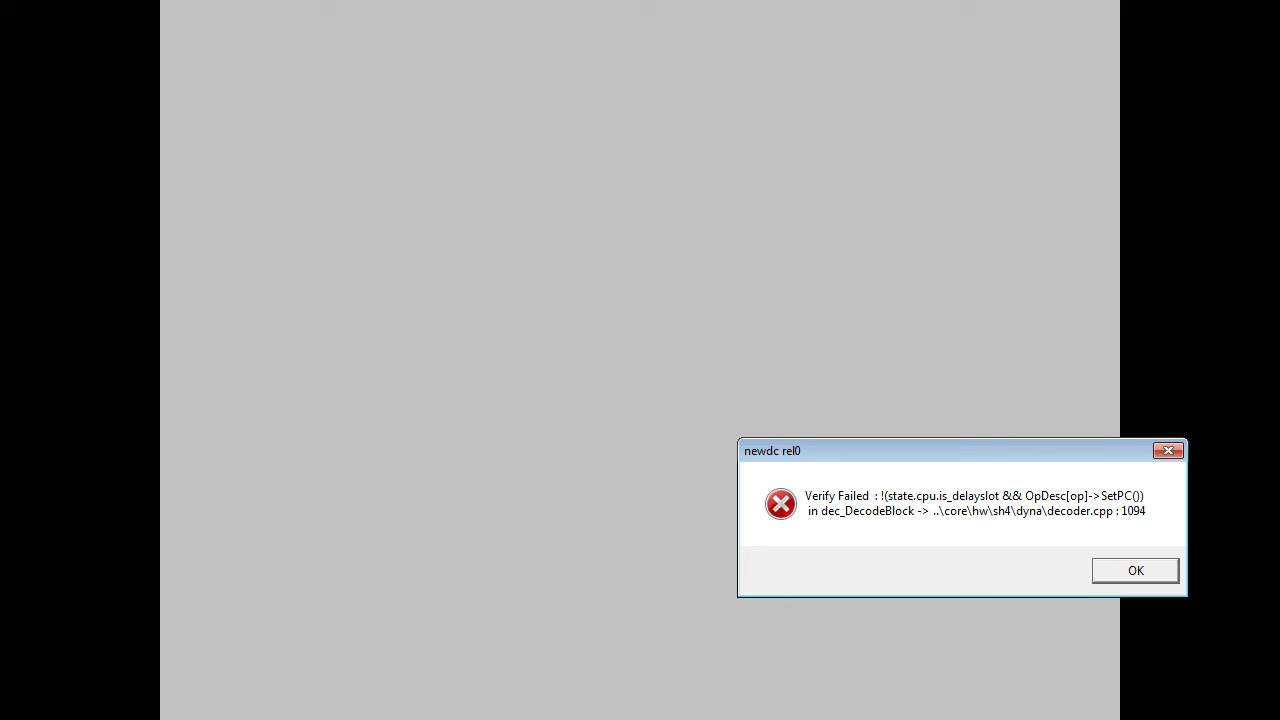 newdc rel0
Verify Failed : !(state.cpu.is_delayslot && OpDesc[op]->SetPC())
in dec_DecodeBlock -> ..\core\hw\sh4\dyna\decoder.cpp : 1094
OK